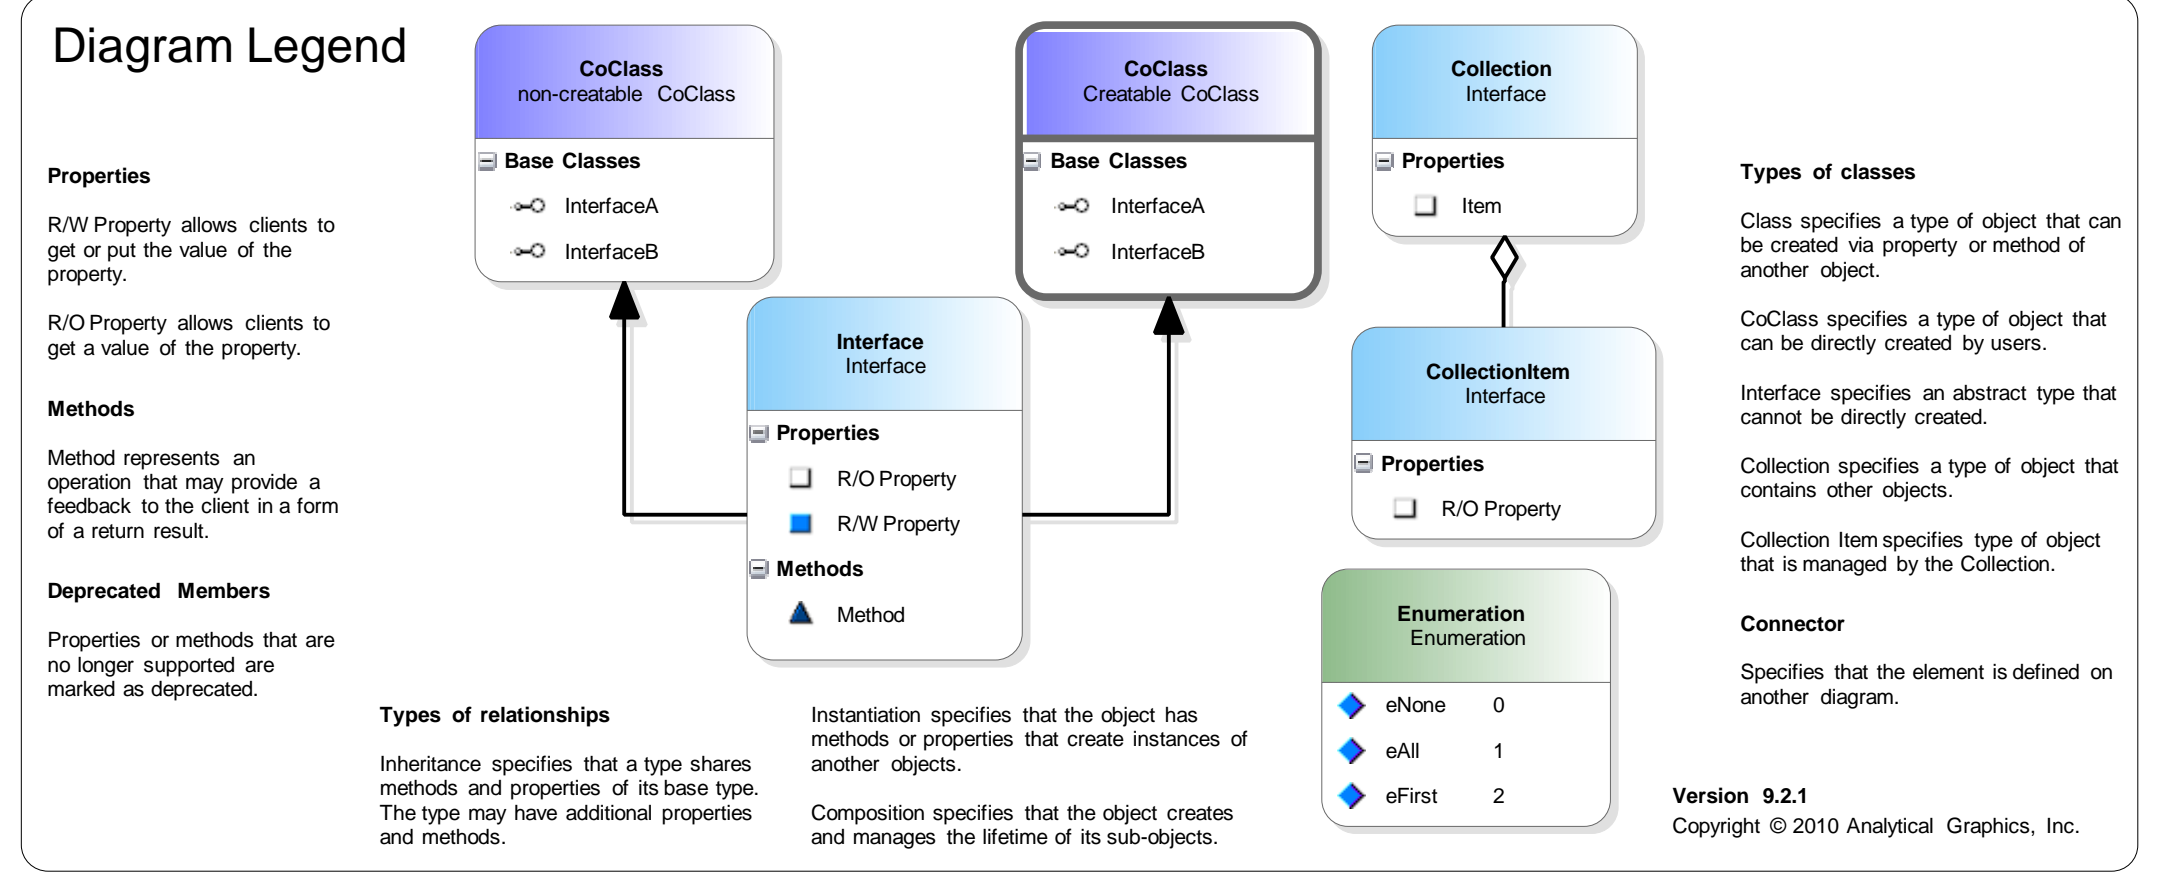 Diagram Legend
Properties
R/W Property allows clients to
get or put the value of the
property.
R/O Property allows clients to
get a value of the property.
Methods
Method represents an
operation that may provide a
feedback to the client in a form
of a return result.
Deprecated Members
Properties or methods that are
no longer supported are
marked as deprecated.
CoClass
non-creatable CoClass
Base Classes
InterfaceA
InterfaceB
Interface
Interface
Properties
R/O Property
R/W Property
Methods
Method
CoClass
Creatable CoClass
Base Classes
InterfaceA
InterfaceB
Collection
Interface
Properties
Item
CollectionItem
Interface
Properties
R/O Property
Enumeration
Enumeration
eNone 0
eAll 1
eFirst 2
Types of relationships
Inheritance specifies that a type shares
methods and properties of its base type.
The type may have additional properties
and methods.
Instantiation specifies that the object has
methods or properties that create instances of
another objects.
Composition specifies that the object creates
and manages the lifetime of its sub-objects.
Types of classes
Class specifies a type of object that can
be created via property or method of
another object.
CoClass specifies a type of object that
can be directly created by users.
Interface specifies an abstract type that
cannot be directly created.
Collection specifies a type of object that
contains other objects.
Collection Item specifies type of object
that is managed by the Collection.
Connector
Specifies that the element is defined on
another diagram.
Version 9.2.1
Copyright © 2010 Analytical Graphics, Inc.